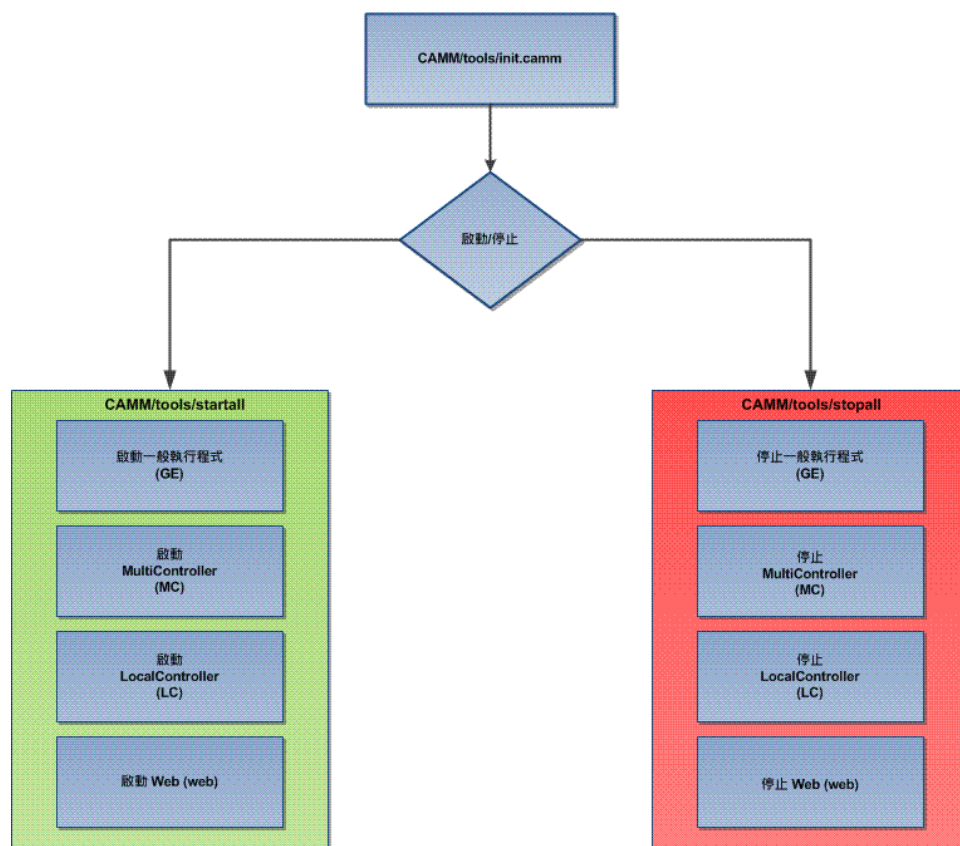 CAMM/tools/init.camm
啟動/停止
CAMM/tools/startall
啟動一般執行程式
(GE)
啟動
MultiController
(MC)
啟動
LocalController
(LC)
啟動 Web (web)
CAMM/tools/stopall
停止一般執行程式
(GE)
停止
MultiController
(MC)
停止
LocalController
(LC)
停止 Web (web)